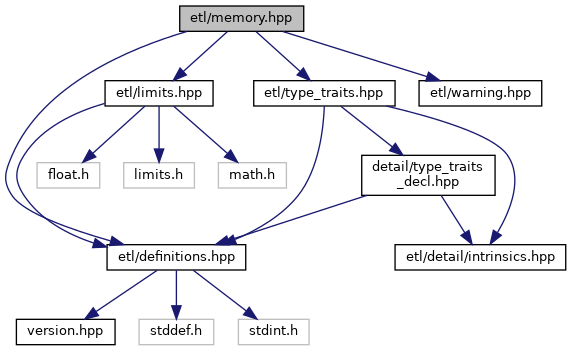 etl/memory.hpp
etl/limits.hpp
etl/type_traits.hpp
etl/warning.hpp
float.h
limits.h
math.h
detail/type_traits
_decl.hpp
etl/definitions.hpp
etl/detail/intrinsics.hpp
version.hpp
stddef.h
stdint.h